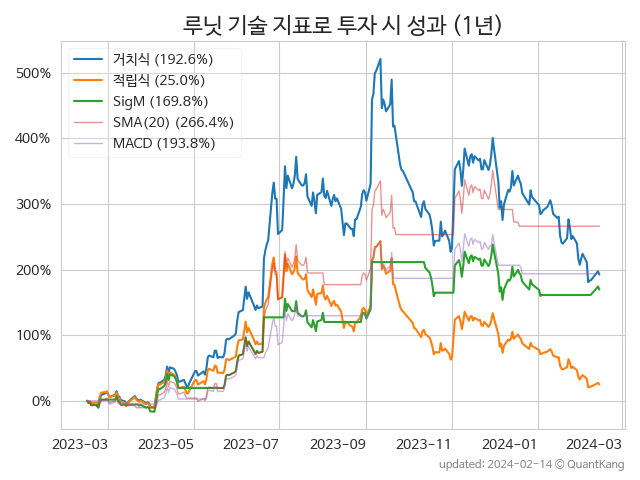 루닛 기술 지표로 투자 시 성과 (1년)
거치식 (192.6%)
적립식 (25.0%)
SigM (169.8%)
SMA(20) (266.4%)
MACD (193.8%)
500%
400%
300%
200%
100%
0%
2023-03 2023-05 2023-07 2023-09 2023-11 2024-01 2024-03
updated: 2024-02-14 © QuantKang